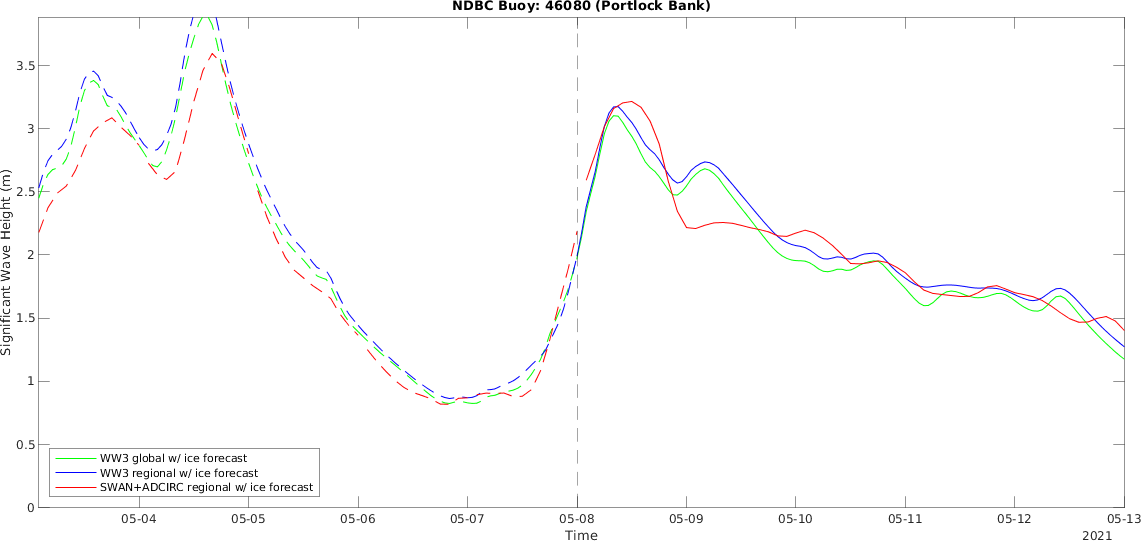 NDBC Buoy: 46080 (Portlock Bank)
Significant Wave Height (m)
3.5
3
2.5
2
1.5
1
0.5
0
WW3 global w/ ice forecast
WW3 regional w/ ice forecast
SWAN+ADCIRC regional w/ ice forecast
05-04 05-05 05-06 05-07 05-08 05-09 05-10 05-11 05-12 05-13
Time
2021